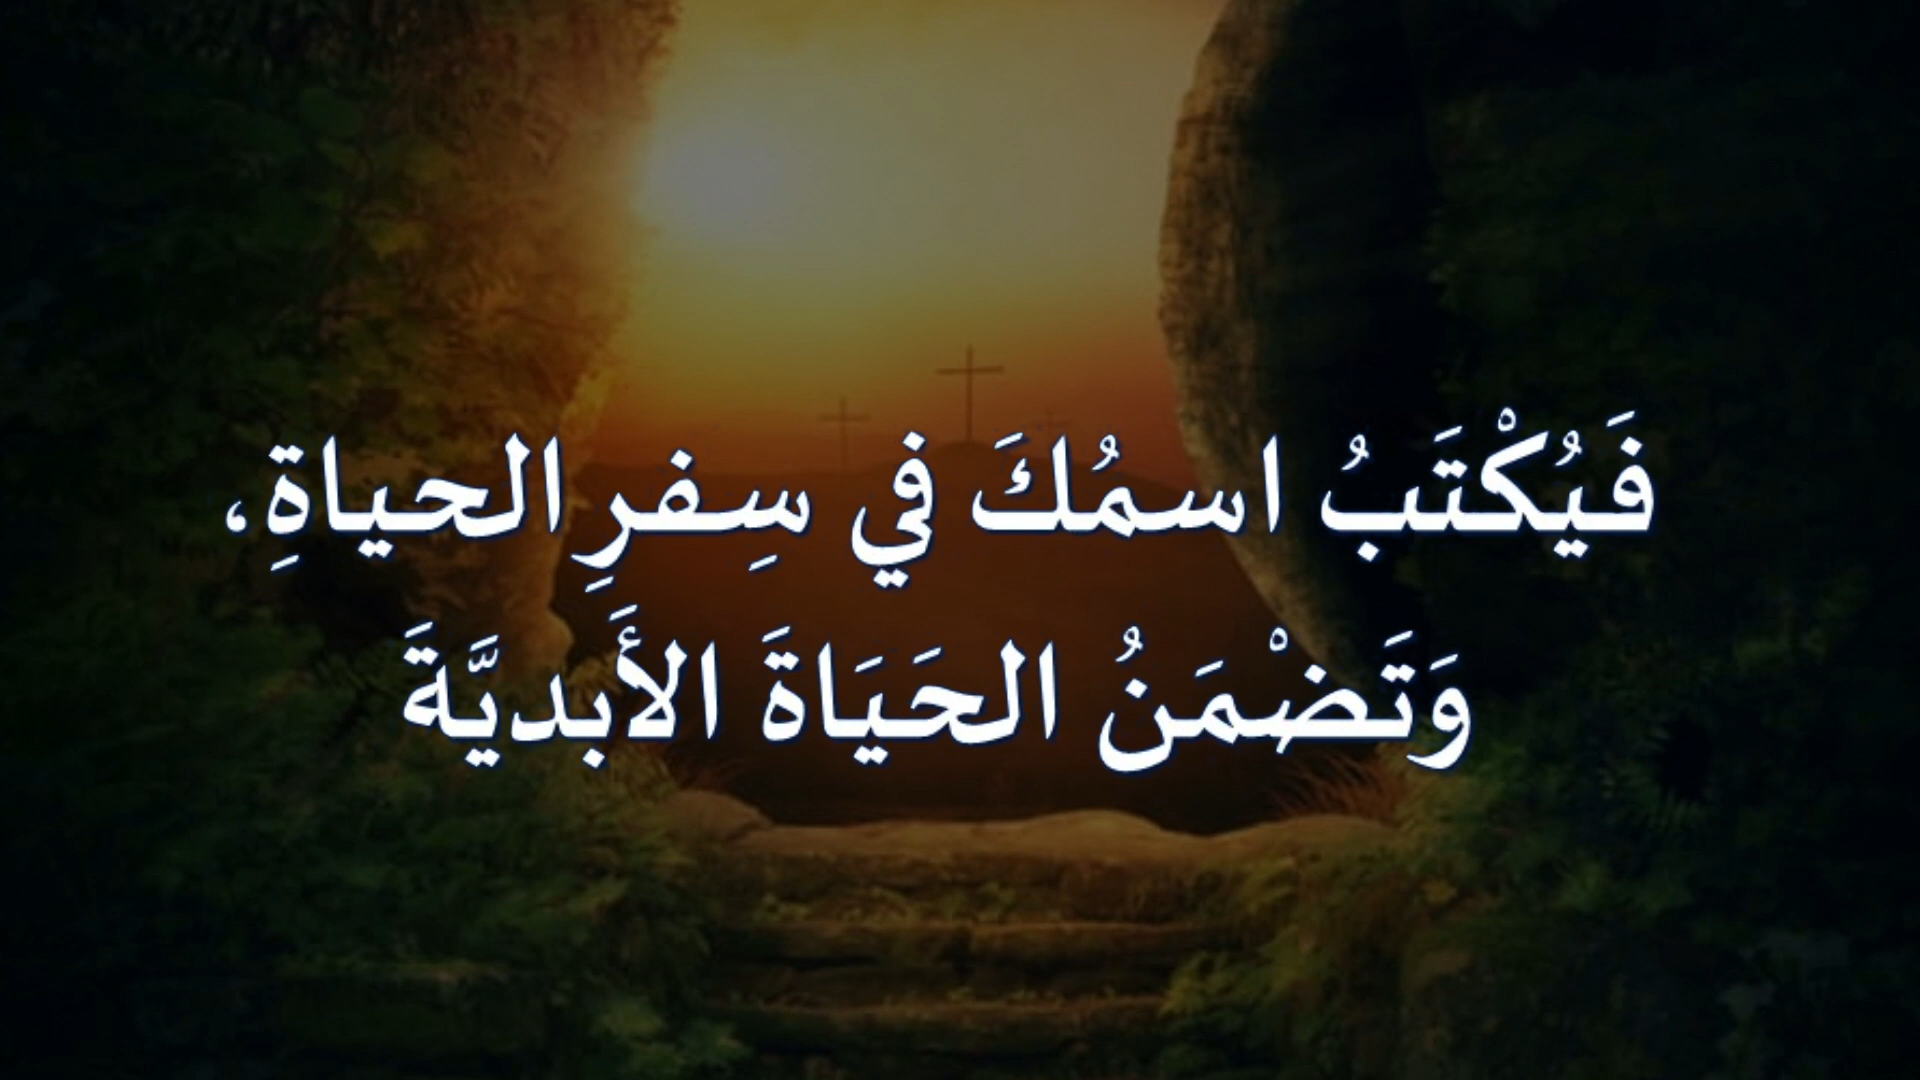 فَيُكْتَبُ اسمُكَ في سِفرِ الحياةِ،
وَتَضْمَنُ الحَيَاةَ الأَبديَّةَ